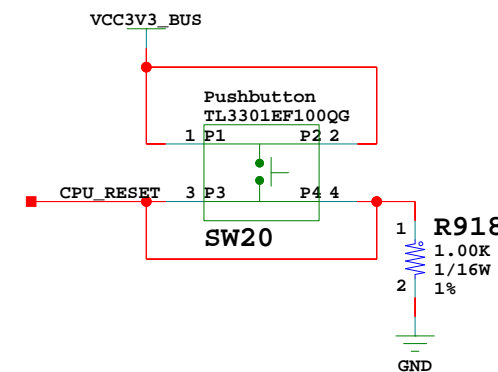 VCC3V3_BUS
Pushbutton
TL3301EF100QG
1 P1 P2 2
CPU_RESET 3 P3 P4 4
SW20
1 R918
1.00K
1/16W
2 1%
GND